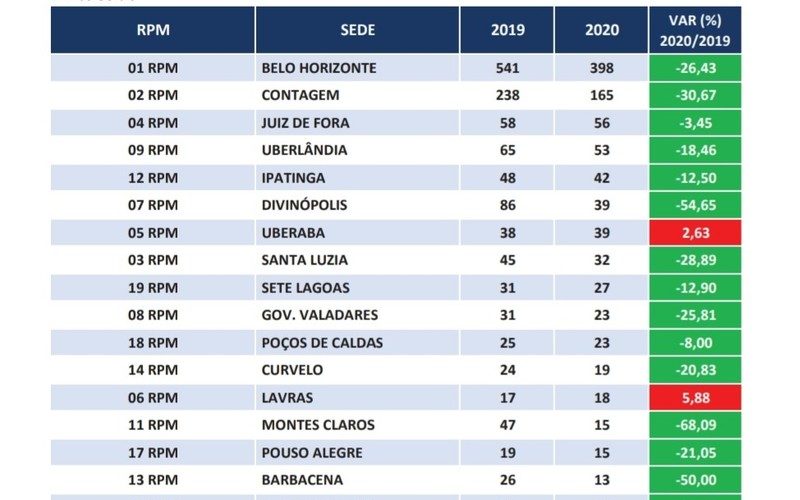 RPM SEDE 2019 2020 VAR (%) 2020/2019
01 RPM BELO HORIZONTE 541 398 -26,43
02 RPM CONTAGEM 238 165 -30,67
04 RPM JUIZ DE FORA 58 56 -3,45
09 RPM UBERLÂNDIA 65 53 -18,46
12 RPM IPATINGA 48 42 -12,50
07 RPM DIVINÓPOLIS 86 39 -54,65
05 RPM UBERABA 38 39 2,63
03 RPM SANTA LUZIA 45 32 -28,89
19 RPM SETE LAGOAS 31 27 -12,90
08 RPM GOV. VALADARES 31 23 -25,81
18 RPM POÇOS DE CALDAS 25 23 -8,00
14 RPM CURVELO 24 19 -20,83
06 RPM LAVRAS 17 18 5,88
11 RPM MONTES CLAROS 47 15 -68,09
17 RPM POUSO ALEGRE 19 15 -21,05
13 RPM BARBACENA 26 13 -50,00